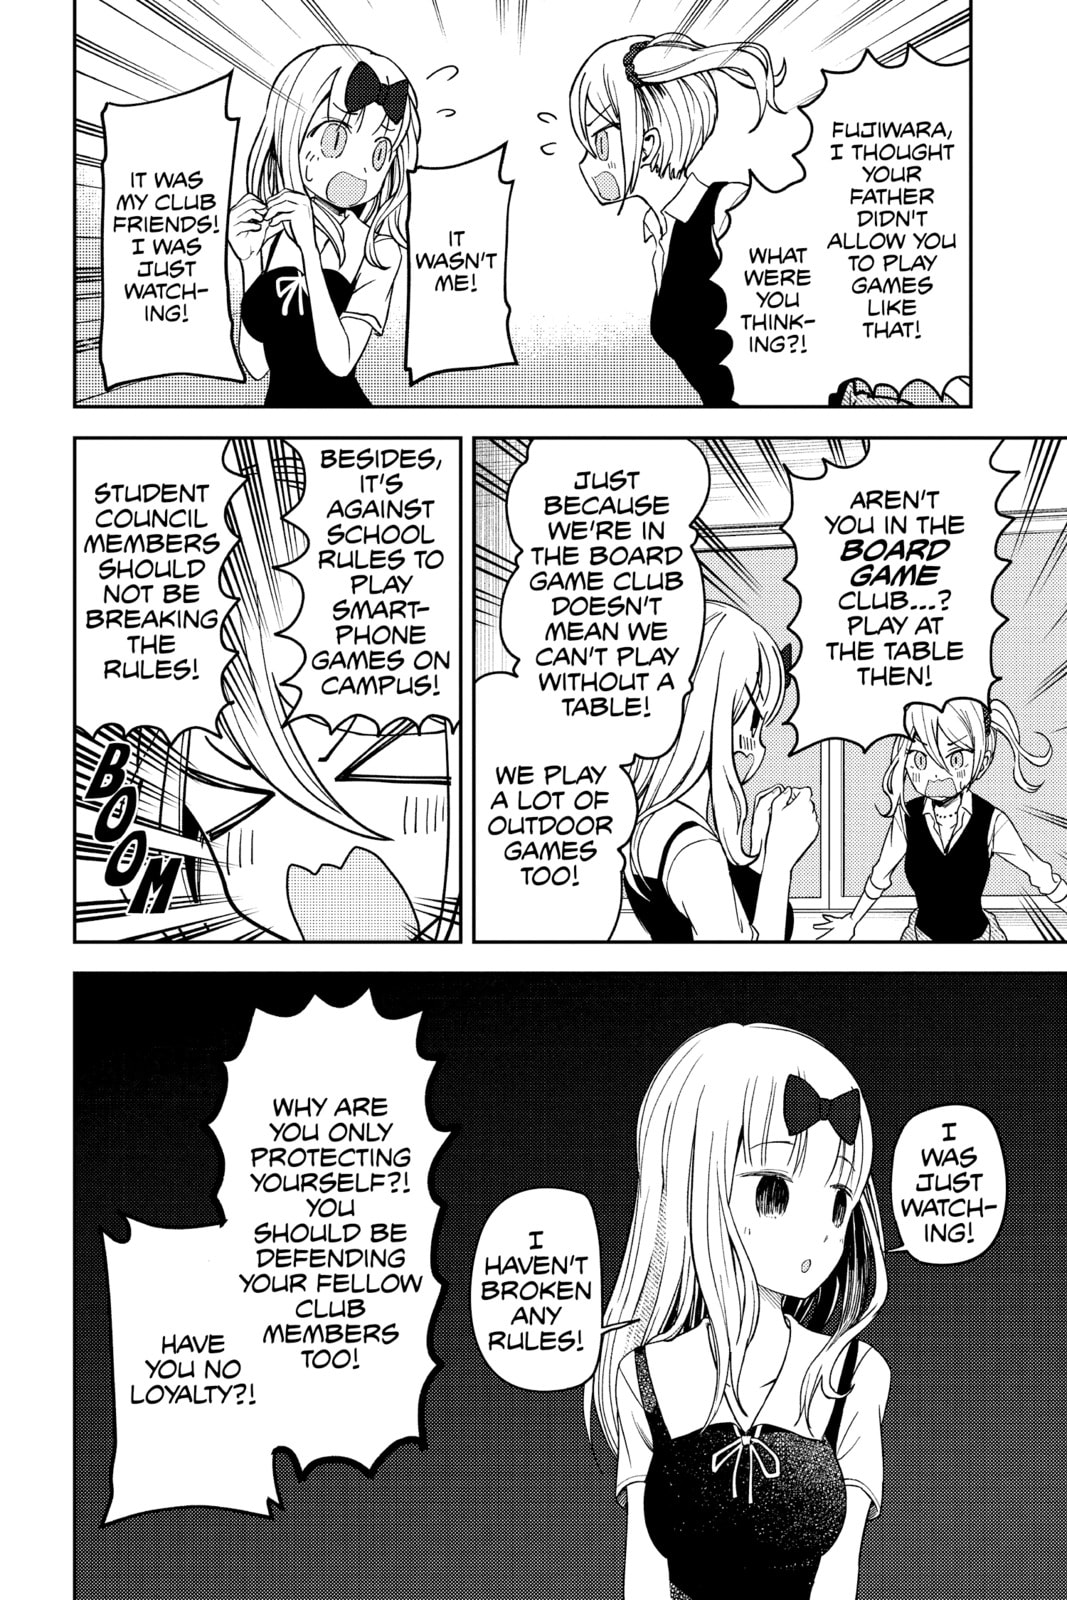 FUJIWARA,
I THOUGHT
YOUR
FATHER
DIDN'T
ALLOW YOU
TO PLAY
GAMES
LIKE
THAT!
WHAT
WERE
YOU
THINK-
ING?!
IT
WASN'T
ME!
IT WAS
MY CLUB
FRIENDS!
I WAS
JUST
WATCH-
ING!
AREN'T
YOU IN THE
BOARD
GAME
CLUB...?
PLAY AT
THE TABLE
THEN!
JUST
BECAUSE
WE'RE IN
THE BOARD
GAME CLUB
DOESN'T
MEAN WE
CAN'T PLAY
WITHOUT A
TABLE!
WE PLAY
A LOT OF
OUTDOOR
GAMES
TOO!
BESIDES,
IT'S
AGAINST
SCHOOL
RULES TO
PLAY
SMART-
PHONE
GAMES ON
CAMPUS!
STUDENT
COUNCIL
MEMBERS
SHOULD
NOT BE
BREAKING
THE
RULES!
BOOM
I
WAS
JUST
WATCH-
ING!
I
HAVEN'T
BROKEN
ANY
RULES!
WHY ARE
YOU ONLY
PROTECTING
YOURSELF?!
YOU
SHOULD BE
DEFENDING
YOUR FELLOW
CLUB
MEMBERS
TOO!
HAVE
YOU NO
LOYALTY?!